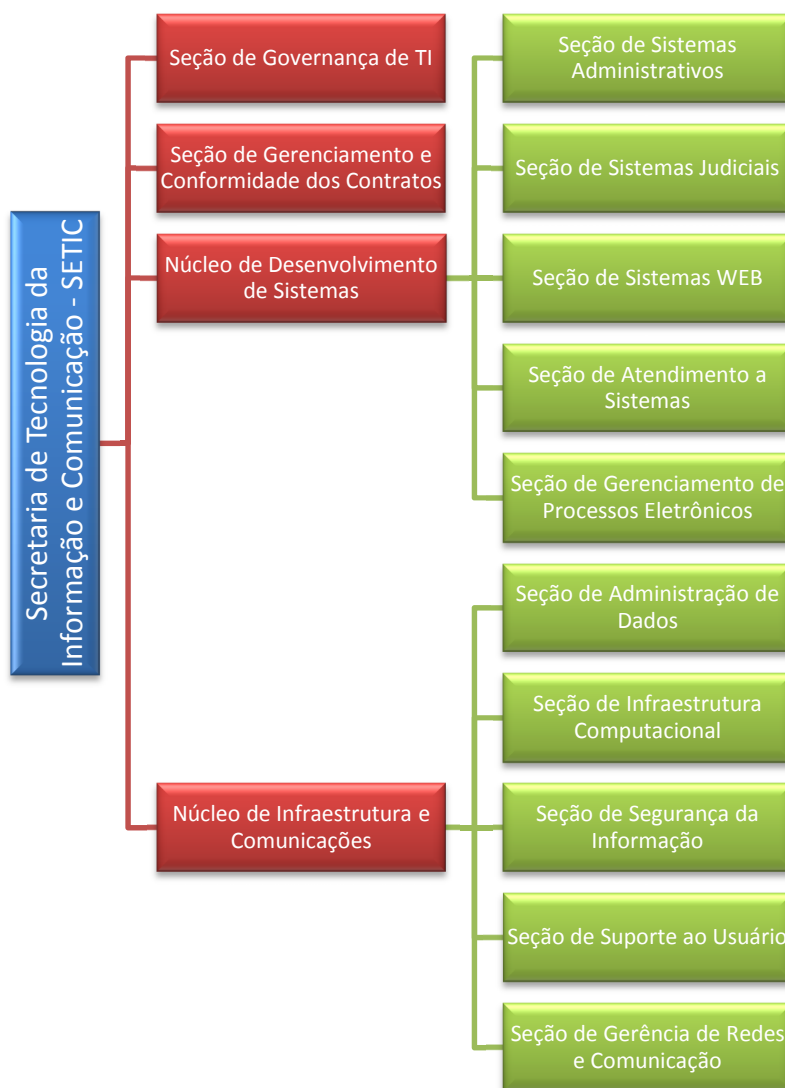 Secretaria de Tecnologia da
Informação e Comunicação - SETIC
Seção de Governança de TI
Seção de Gerenciamento e
Conformidade dos Contratos
Núcleo de Desenvolvimento
de Sistemas
Seção de Sistemas
Administrativos
Seção de Sistemas Judiciais
Seção de Sistemas WEB
Seção de Atendimento a
Sistemas
Seção de Gerenciamento de
Processos Eletrônicos
Núcleo de Infraestrutura e
Comunicações
Seção de Administração de
Dados
Seção de Infraestrutura
Computacional
Seção de Segurança da
Informação
Seção de Suporte ao Usuário
Seção de Gerência de Redes
e Comunicação